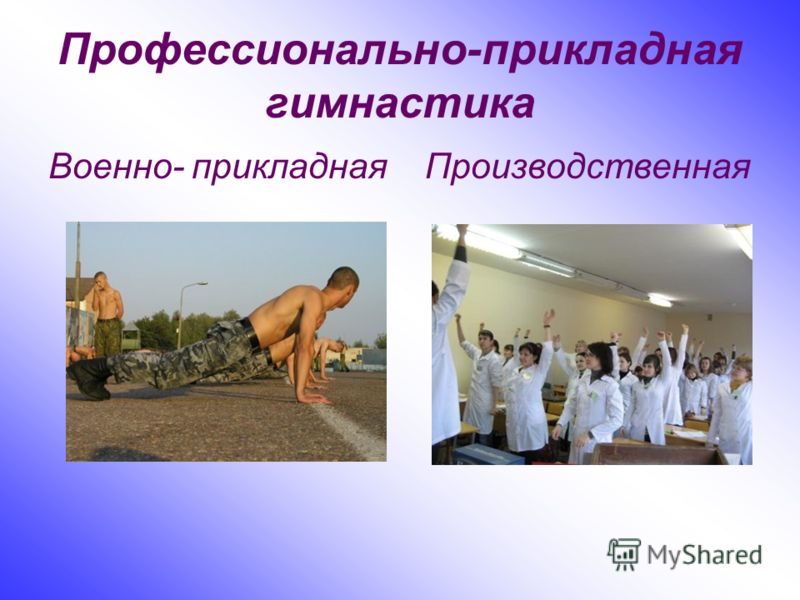 Профессионально-прикладная
гимнастика
Военно- прикладная Производственная
MyShared